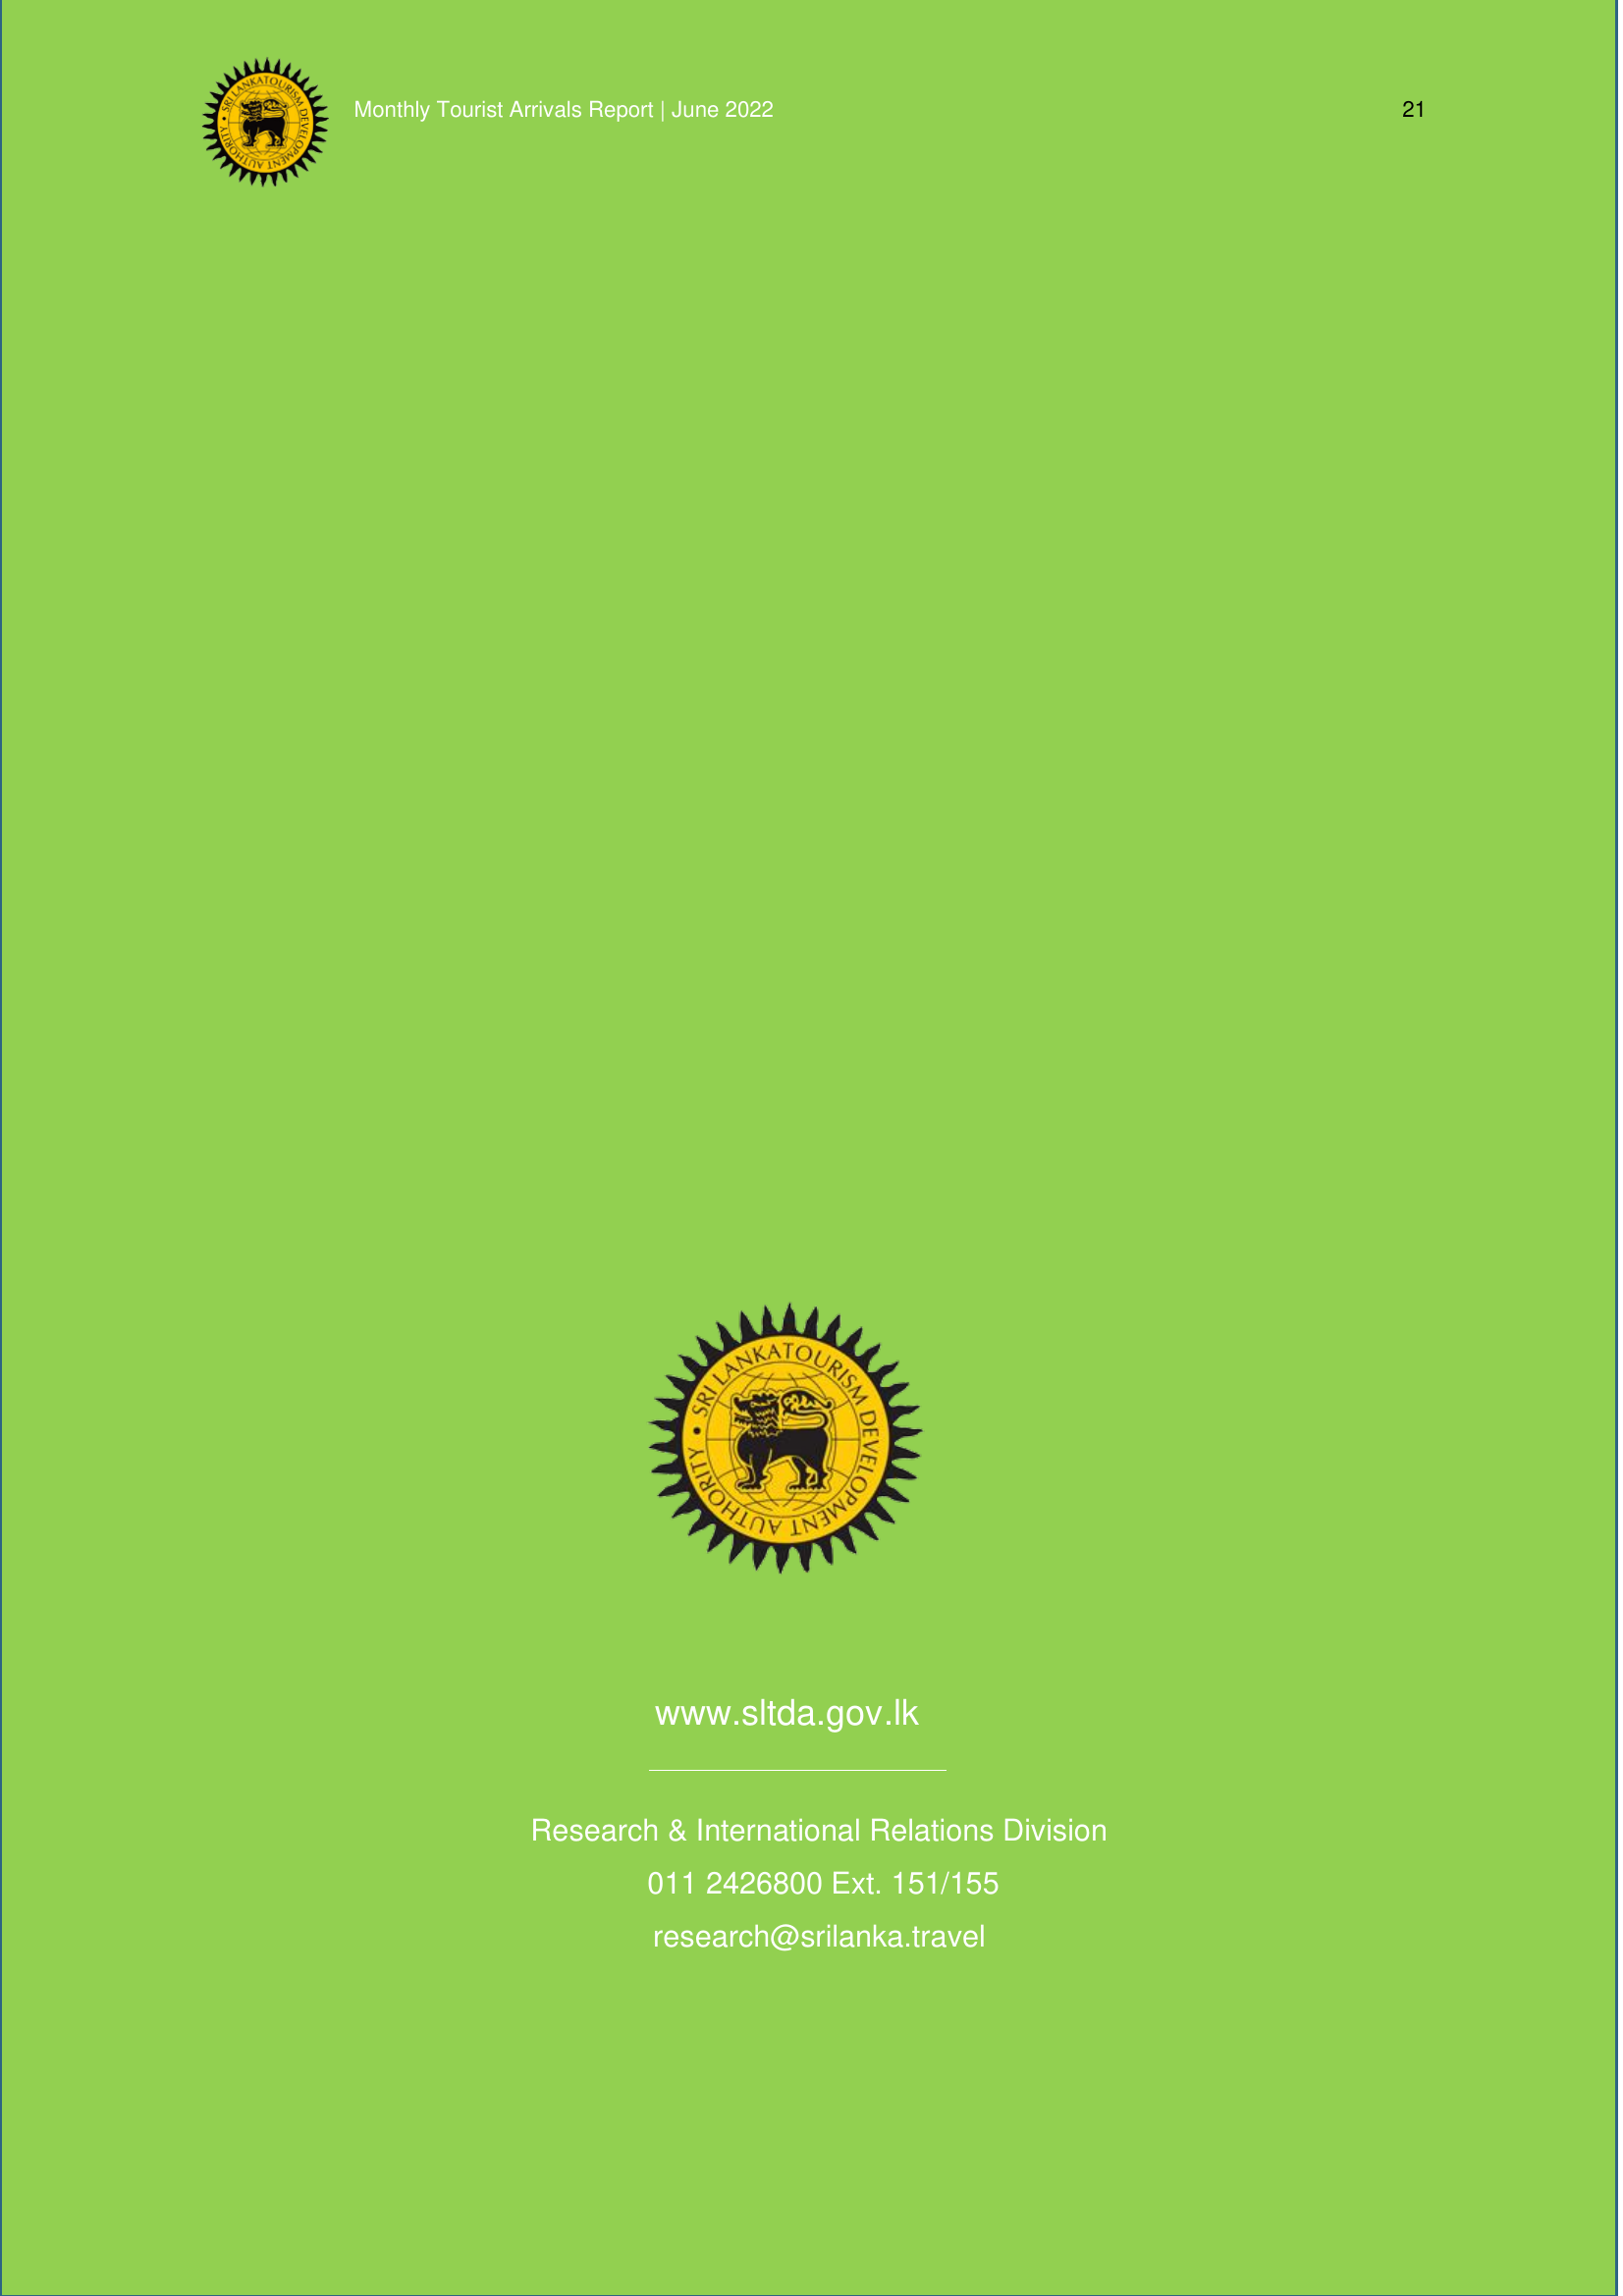 SRI LANKA TOURISM DEVELOPMENT AUTHORITY •
Monthly Tourist Arrivals Report | June 2022
21
SRI LANKA TOURISM DEVELOPMENT AUTHORITY •
www.sltda.gov.lk
Research & International Relations Division
011 2426800 Ext. 151/155
research@srilanka.travel